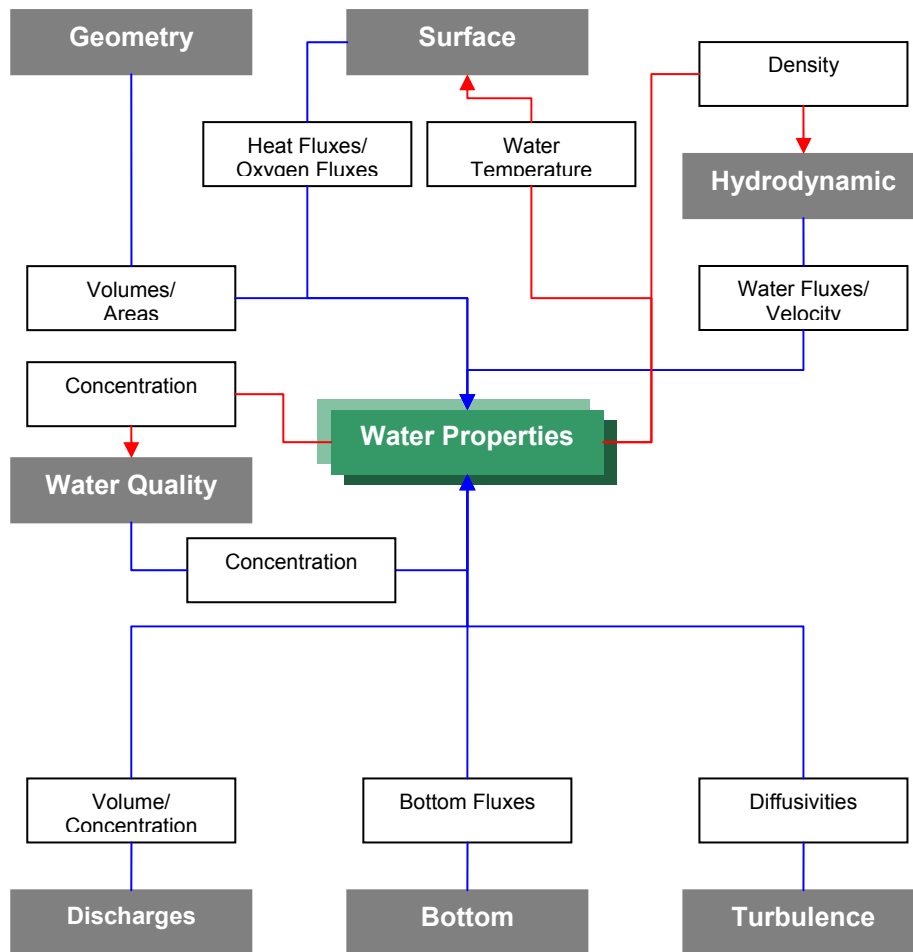 Geometry
Surface
Density
Heat Fluxes/
Oxygen Fluxes
Water
Temperature
Hydrodynamic
Volumes/
Areas
Water Fluxes/
Velocity
Concentration
Water Properties
Water Quality
Concentration
Volume/
Concentration
Bottom Fluxes
Diffusivities
Discharges
Bottom
Turbulence